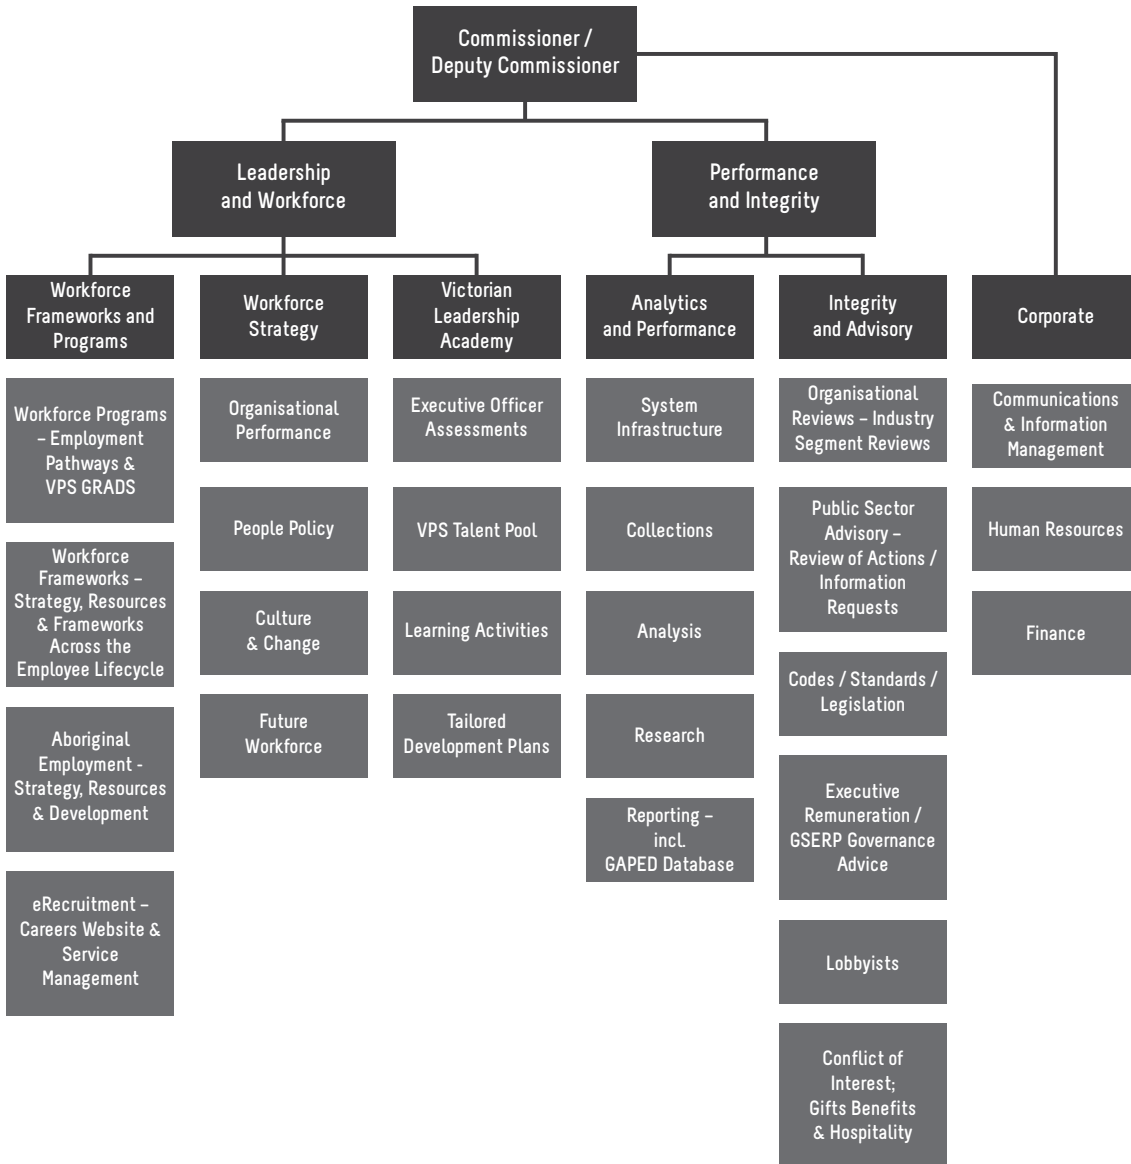 Commissioner /
Deputy Commissioner
Leadership
and Workforce
Performance
and Integrity
Workforce
Frameworks and
Programs
Workforce
Strategy
Victorian
Leadership
Academy
Analytics
and Performance
Integrity
and Advisory
Corporate
Workforce Programs
– Employment
Pathways &
VPS GRADS
Workforce
Frameworks –
Strategy, Resources
& Frameworks
Across the
Employee Lifecycle
Aboriginal
Employment -
Strategy, Resources
& Development
eRecruitment –
Careers Website &
Service
Management
Organisational
Performance
People Policy
Culture
& Change
Future
Workforce
Executive Officer
Assessments
VPS Talent Pool
Learning Activities
Tailored
Development Plans
System
Infrastructure
Collections
Analysis
Research
Reporting –
incl.
GAPED Database
Organisational
Reviews – Industry
Segment Reviews
Public Sector
Advisory –
Review of Actions /
Information
Requests
Codes / Standards /
Legislation
Executive
Remuneration /
GSERP Governance
Advice
Lobbyists
Conflict of
Interest;
Gifts Benefits
& Hospitality
Communications
& Information
Management
Human Resources
Finance